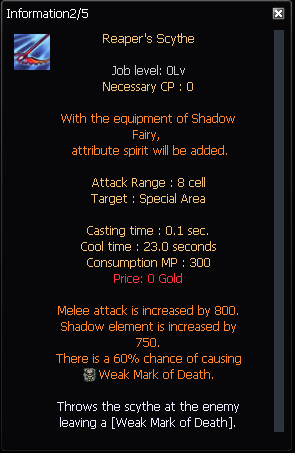 Information2/5
Reaper's Scythe
Job level: 0Lv
Necessary CP : 0
With the equipment of Shadow
Fairy,
attribute spirit will be added.
Attack Range : 8 cell
Target : Special Area
Casting time : 0.1 sec.
Cool time : 23.0 seconds
Consumption MP : 300
Price: 0 Gold
Melee attack is increased by 800.
Shadow element is increased by
750.
There is a 60% chance of causing
Weak Mark of Death.
Throws the scythe at the enemy
leaving a [Weak Mark of Death].